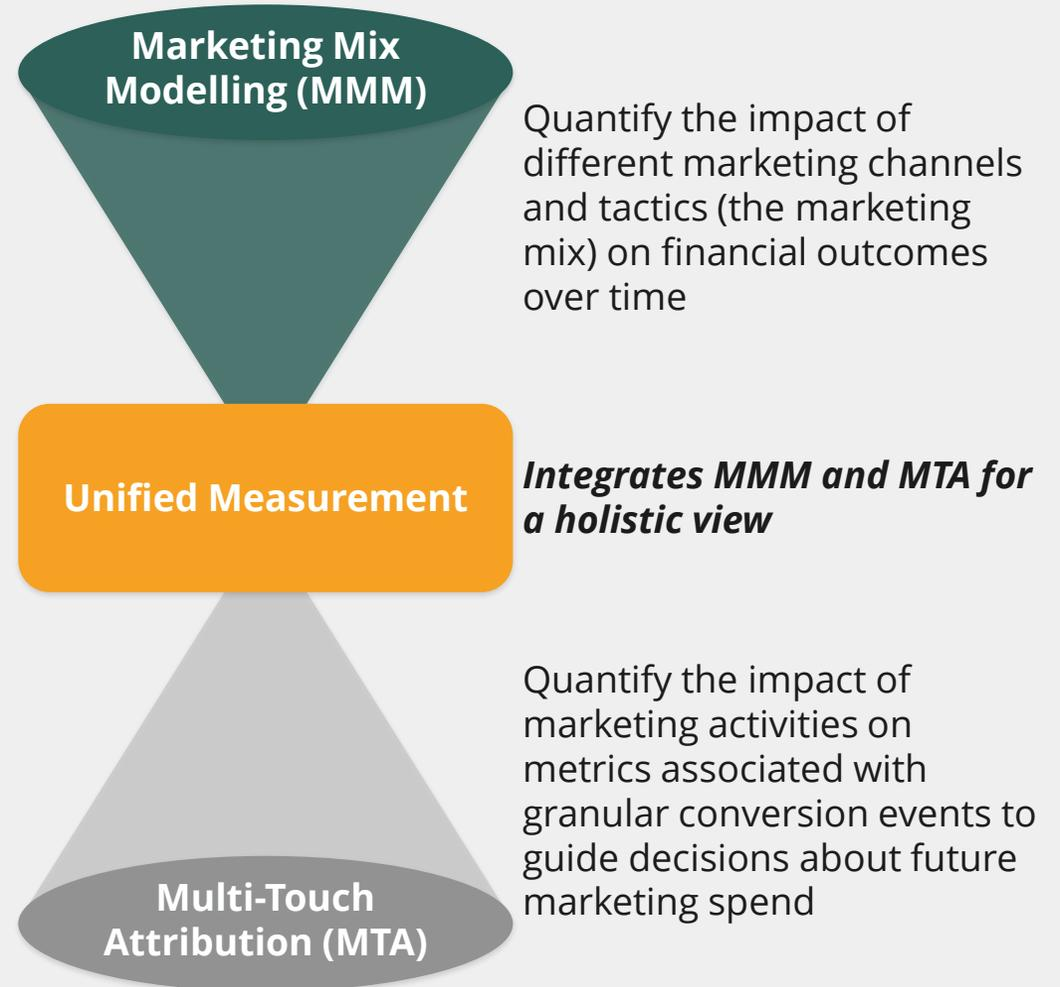 Marketing Mix
Modelling (MMM)
Quantify the impact of
different marketing channels
and tactics (the marketing
mix) on financial outcomes
over time
Unified Measurement
Integrates MMM and MTA for
a holistic view
Quantify the impact of
marketing activities on
metrics associated with
granular conversion events to
guide decisions about future
marketing spend
Multi-Touch
Attribution (MTA)